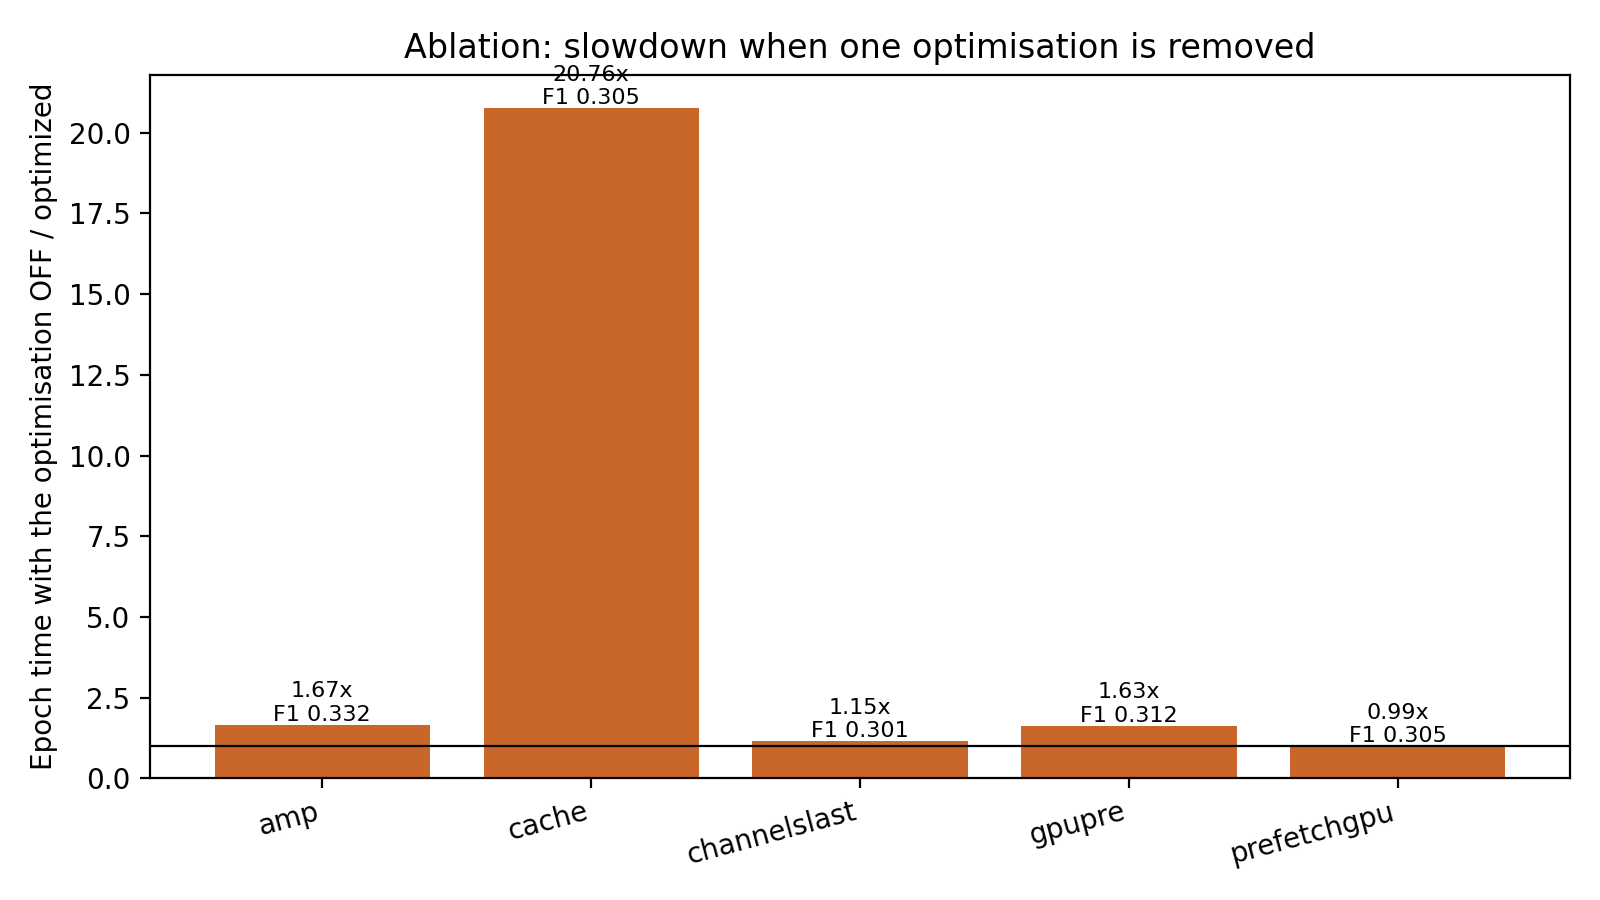 Ablation: slowdown when one optimisation is removed
Epoch time with the optimisation OFF / optimized
20.0
17.5
15.0
12.5
10.0
7.5
5.0
2.5
0.0
1.67x
F1 0.332
20.76x
F1 0.305
1.15x
F1 0.301
1.63x
F1 0.312
0.99x
F1 0.305
amp
cache
channelslast
gpupre
prefetchgpu